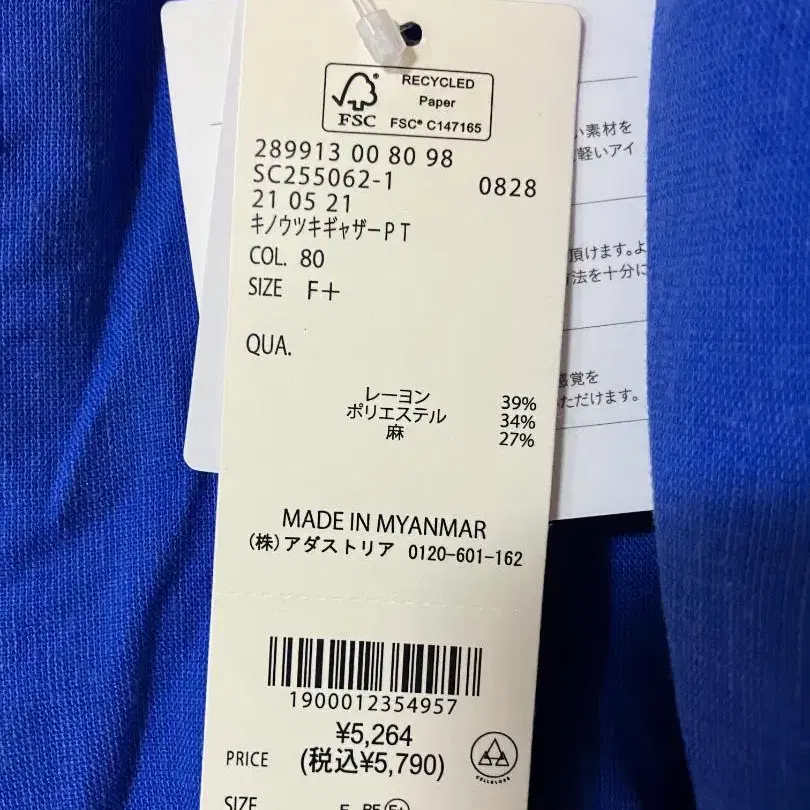 RECYCLED
Paper
FSC
FSC® C147165
289913 00 80 98
SC255062-1 0828
21 05 21
ｷﾉｳﾂｷｷﾞｬｻﾞｰPT
COL. 80
SIZE F+
QUA.
レーヨン 39%
ポリエステル 34%
麻 27%
MADE IN MYANMAR
(株)アダストリア 0120-601-162
1900012354957
¥5,264
PRICE (税込¥5,790)
CELLULOSE
SIZE
い素材を
軽いアイ
頂けます。よ
方法を十分に
感覚を
ただけます。